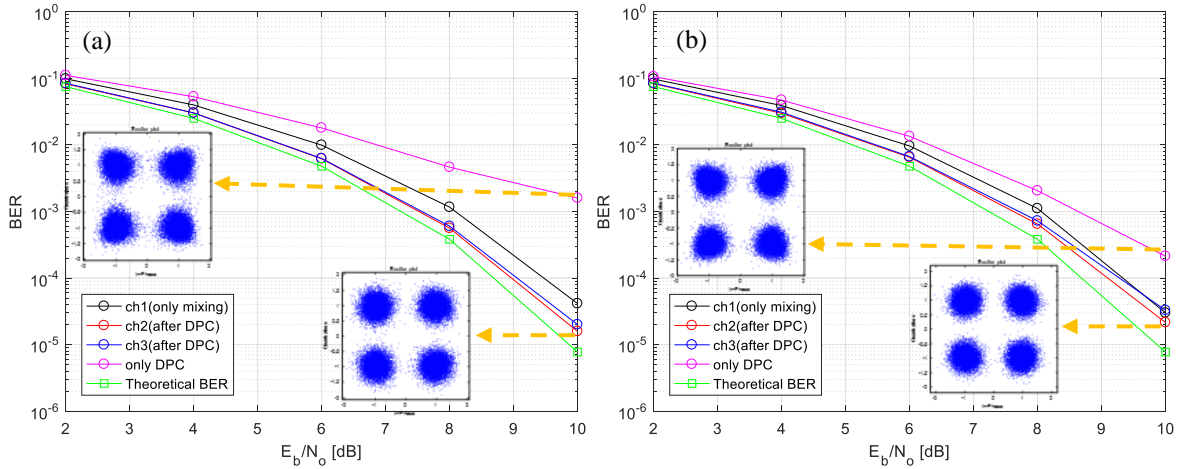 (a)
10^0
10^-1
10^-2
10^-3
10^-4
10^-5
10^-6
BER
2 3 4 5 6 7 8 9 10
E_b/N_o [dB]
ch1(only mixing)
ch2(after DPC)
ch3(after DPC)
only DPC
Theoretical BER
(b)
10^0
10^-1
10^-2
10^-3
10^-4
10^-5
10^-6
BER
2 3 4 5 6 7 8 9 10
E_b/N_o [dB]
ch1(only mixing)
ch2(after DPC)
ch3(after DPC)
only DPC
Theoretical BER